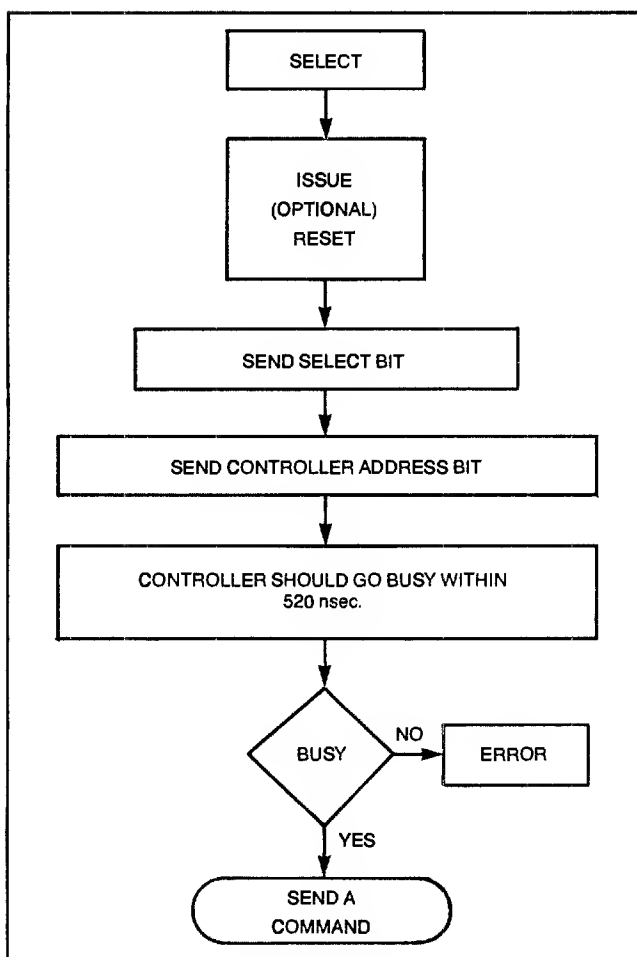 SELECT
ISSUE
(OPTIONAL)
RESET
SEND SELECT BIT
SEND CONTROLLER ADDRESS BIT
CONTROLLER SHOULD GO BUSY WITHIN
520 nsec.
BUSY
NO
ERROR
YES
SEND A
COMMAND